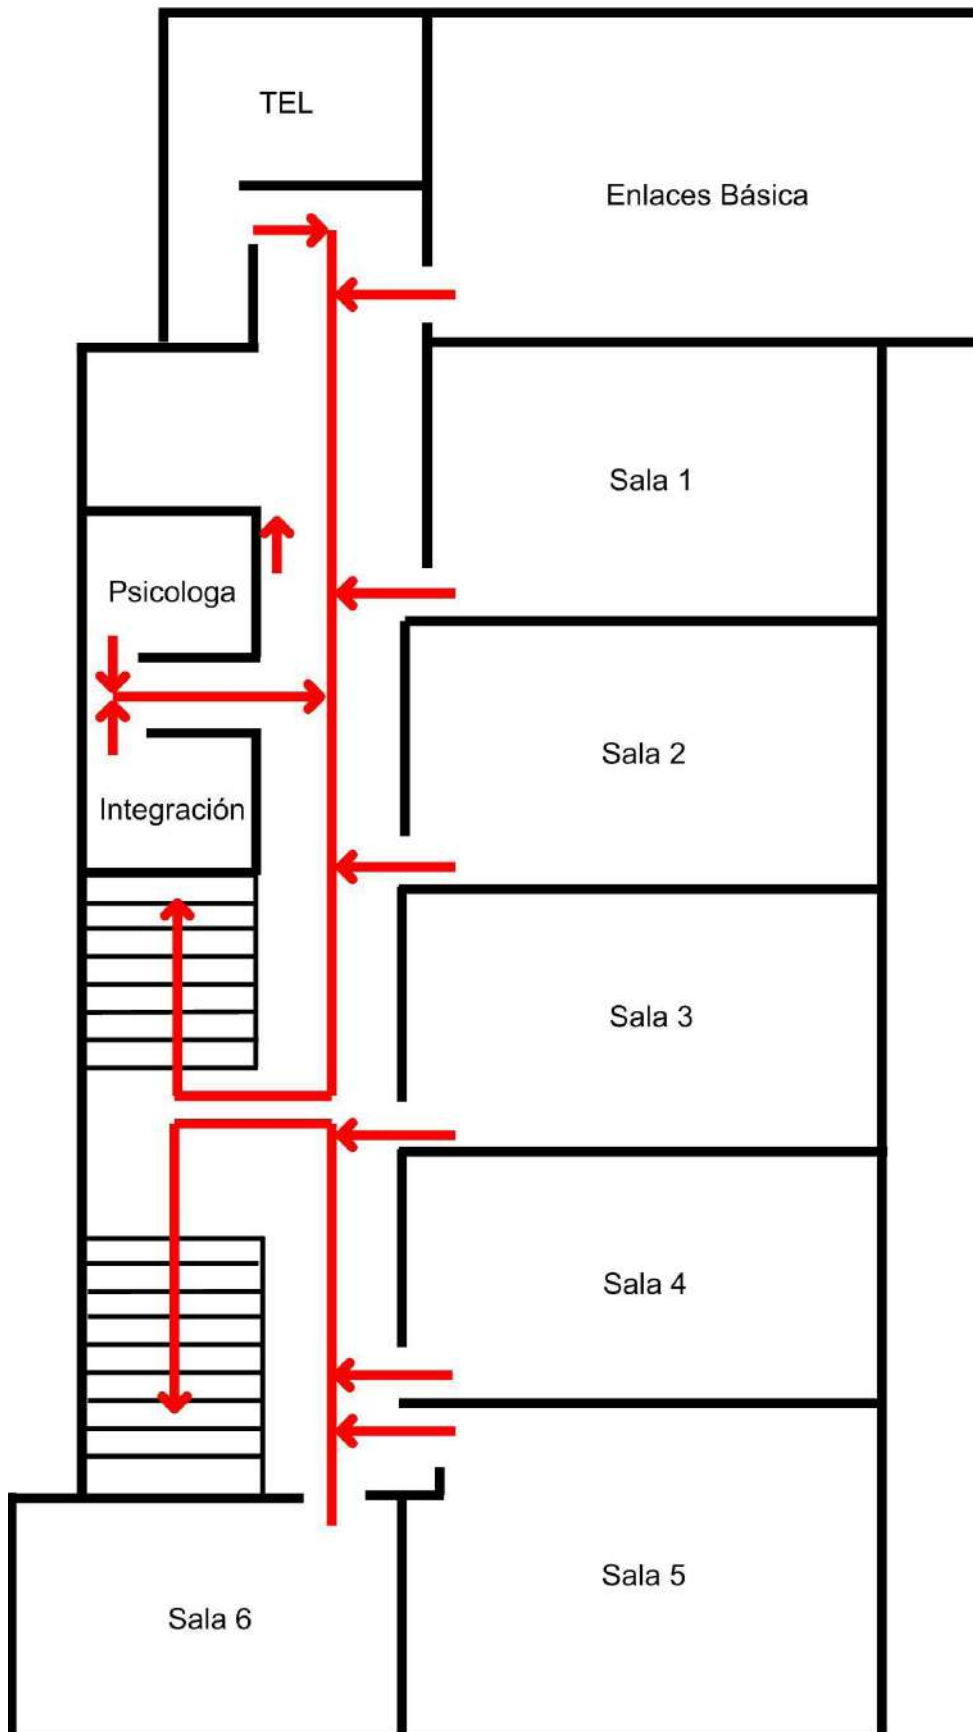 TEL
Enlaces Básica
Sala 1
Psicologa
Sala 2
Integración
Sala 3
Sala 4
Sala 5
Sala 6